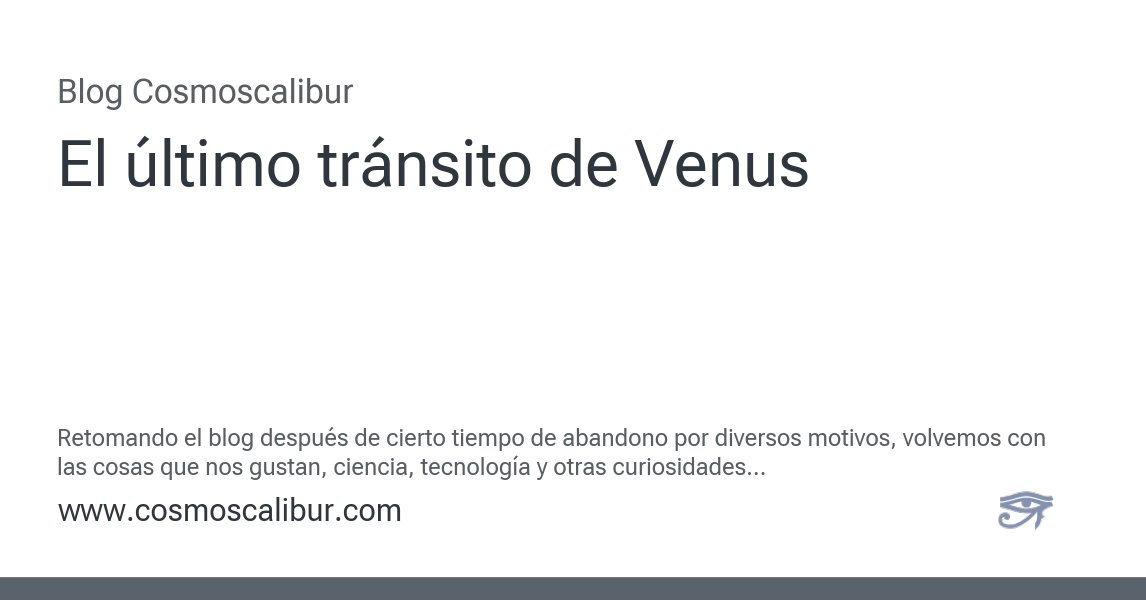 Blog Cosmoscalibur
El último tránsito de Venus
Retomando el blog después de cierto tiempo de abandono por diversos motivos, volvemos con
las cosas que nos gustan, ciencia, tecnología y otras curiosidades...
www.cosmoscalibur.com